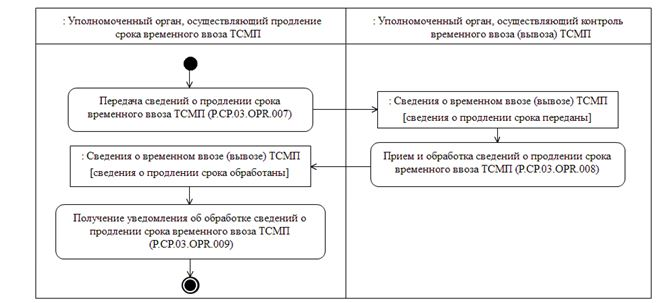 : Уполномоченный орган, осуществляющий продление
срока временного ввоза ТСМП
: Уполномоченный орган, осуществляющий контроль
временного ввоза (вывоза) ТСМП
Передача сведений о продлении срока
временного ввоза ТСМП (P.CP.03.OPR.007)
: Сведения о временном ввозе (вывозе) ТСМП
[сведения о продлении срока переданы]
Прием и обработка сведений о продлении срока
временного ввоза ТСМП (P.CP.03.OPR.008)
: Сведения о временном ввозе (вывозе) ТСМП
[сведения о продлении срока обработаны]
Получение уведомления об обработке сведений о
продлении срока временного ввоза ТСМП
(P.CP.03.OPR.009)